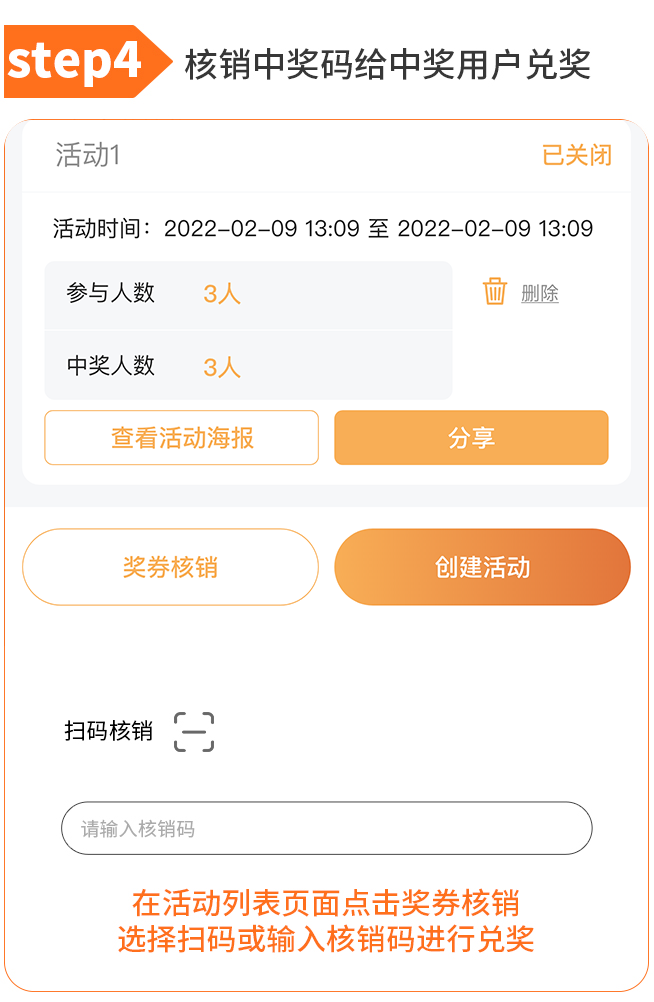 step4 核销中奖码给中奖用户兑奖
活动1 已关闭
活动时间：2022-02-09 13:09 至 2022-02-09 13:09
参与人数 3人 删除
中奖人数 3人
查看活动海报 分享
奖券核销 创建活动
扫码核销
请输入核销码
在活动列表页面点击奖券核销
选择扫码或输入核销码进行兑奖